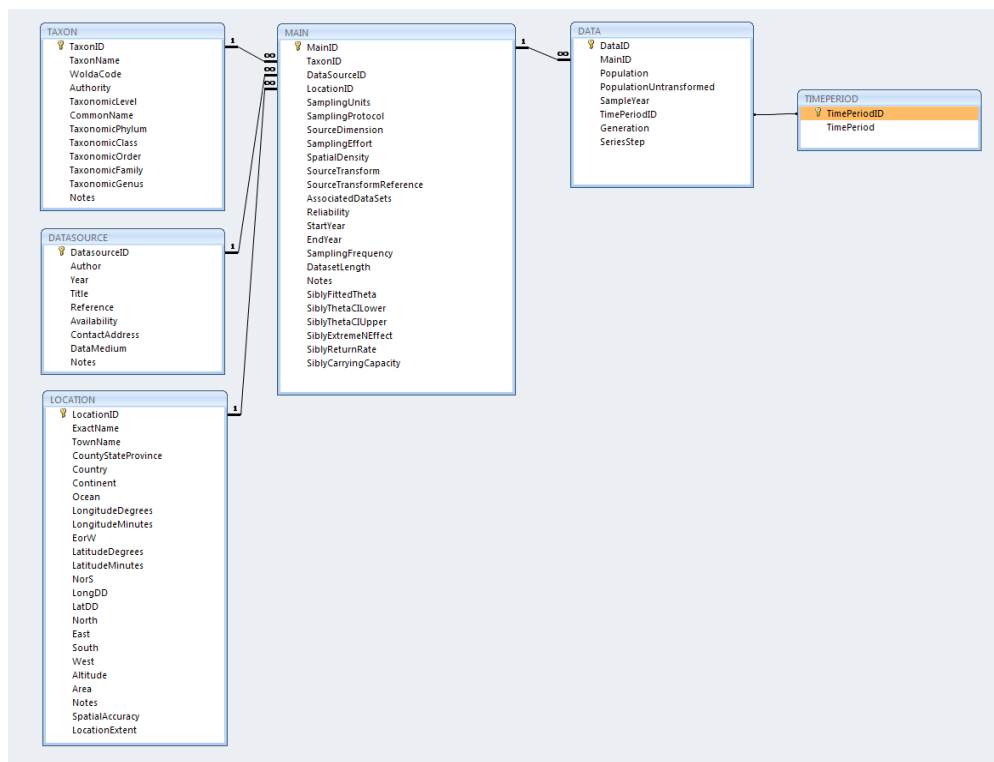 TAXON
TaxonID
TaxonName
WoldaCode
Authority
TaxonomicLevel
CommonName
TaxonomicPhylum
TaxonomicClass
TaxonomicOrder
TaxonomicFamily
TaxonomicGenus
Notes
1
DATASOURCE
DatasourceID
Author
Year
Title
Reference
Availability
ContactAddress
DataMedium
Notes
1
LOCATION
LocationID
ExactName
TownName
CountyStateProvince
Country
Continent
Ocean
LongitudeDegrees
LongitudeMinutes
EorW
LatitudeDegrees
LatitudeMinutes
NorS
LongDD
LatDD
North
East
South
West
Altitude
Area
Notes
SpatialAccuracy
LocationExtent
1
∞
∞
∞
MAIN
MainID
TaxonID
DataSourceID
LocationID
SamplingUnits
SamplingProtocol
SourceDimension
SamplingEffort
SpatialDensity
SourceTransform
SourceTransformReference
AssociatedDataSets
Reliability
StartYear
EndYear
SamplingFrequency
DatasetLength
Notes
SiblyFittedTheta
SiblyThetaCILower
SiblyThetaCIUpper
SiblyExtremeNEffect
SiblyReturnRate
SiblyCarryingCapacity
1
∞
DATA
DataID
MainID
Population
PopulationUntransformed
SampleYear
TimePeriodID
Generation
SeriesStep
TIMEPERIOD
TimePeriodID
TimePeriod